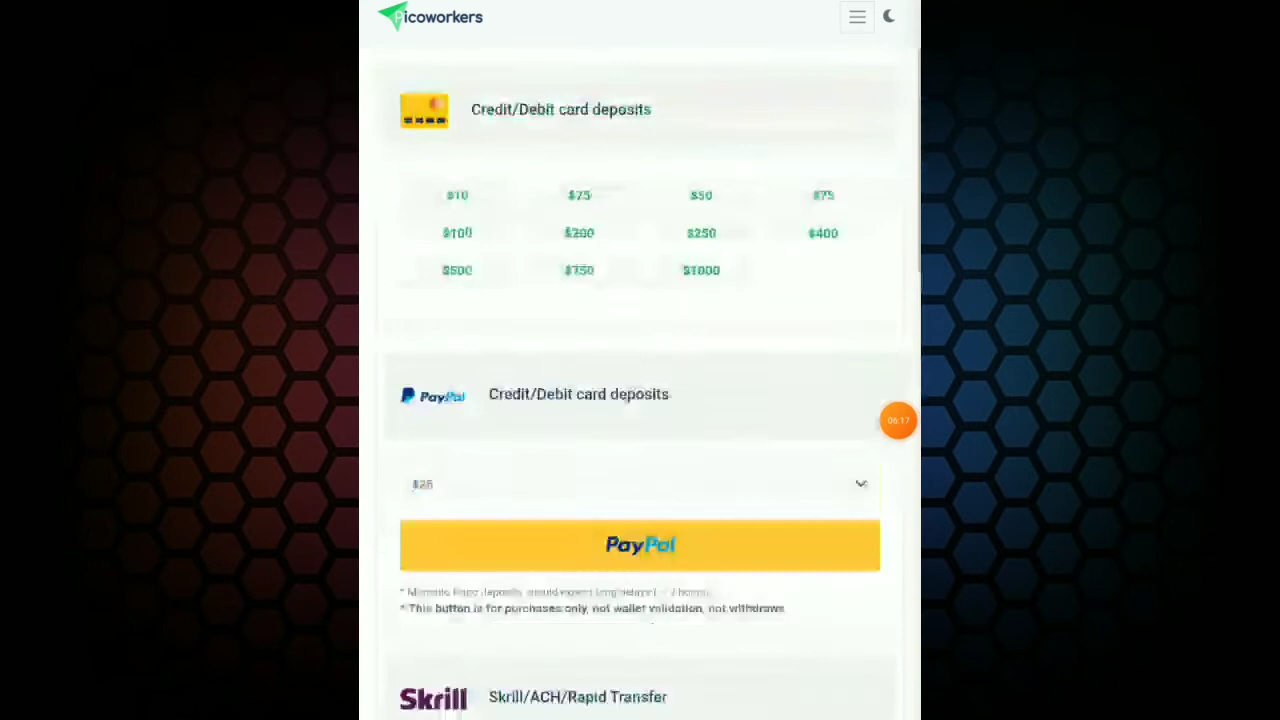 Picoworkers
Credit/Debit card deposits
$10 $25 $50 $75
$100 $200 $250 $400
$500 $750 $1000
PayPal Credit/Debit card deposits
06:17
$25
PayPal
* This button is for purchases only, not wallet validation, not withdraws
Skrill Skrill/ACH/Rapid Transfer